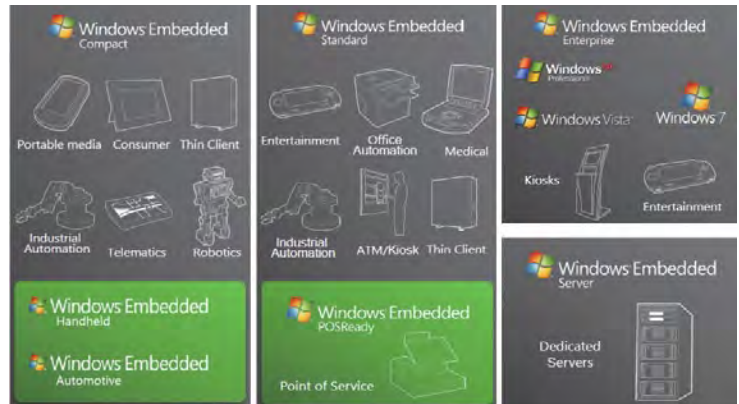 Windows Embedded
Compact
Portable media
Consumer
Thin Client
Industrial
Automation
Telematics
Robotics
Windows Embedded
Handheld
Windows Embedded
Automotive
Windows Embedded
Standard
Entertainment
Office
Automation
Medical
Industrial
Automation
ATM/Kiosk
Thin Client
Windows Embedded
POSReady
Point of Service
Windows Embedded
Enterprise
Windows xp
Professional
Windows Vista
Windows 7
Kiosks
Entertainment
Windows Embedded
Server
Dedicated
Servers